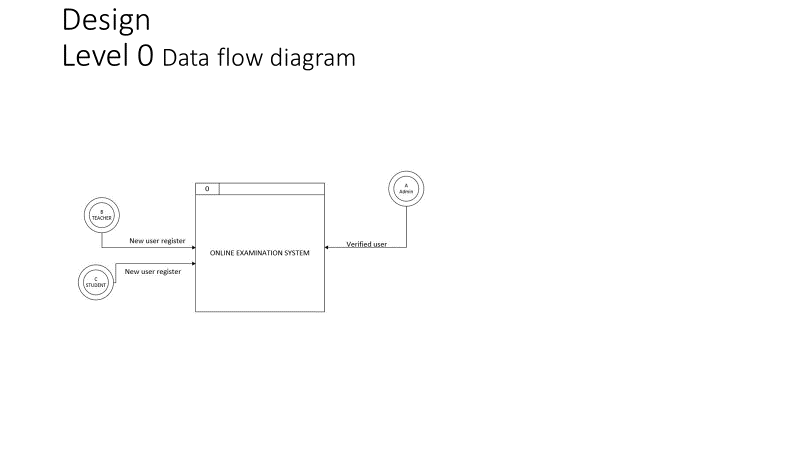 Design
Level 0 Data flow diagram
A
Admin
0
B
TEACHER
New user register
Verified user
ONLINE EXAMINATION SYSTEM
New user register
C
STUDENT